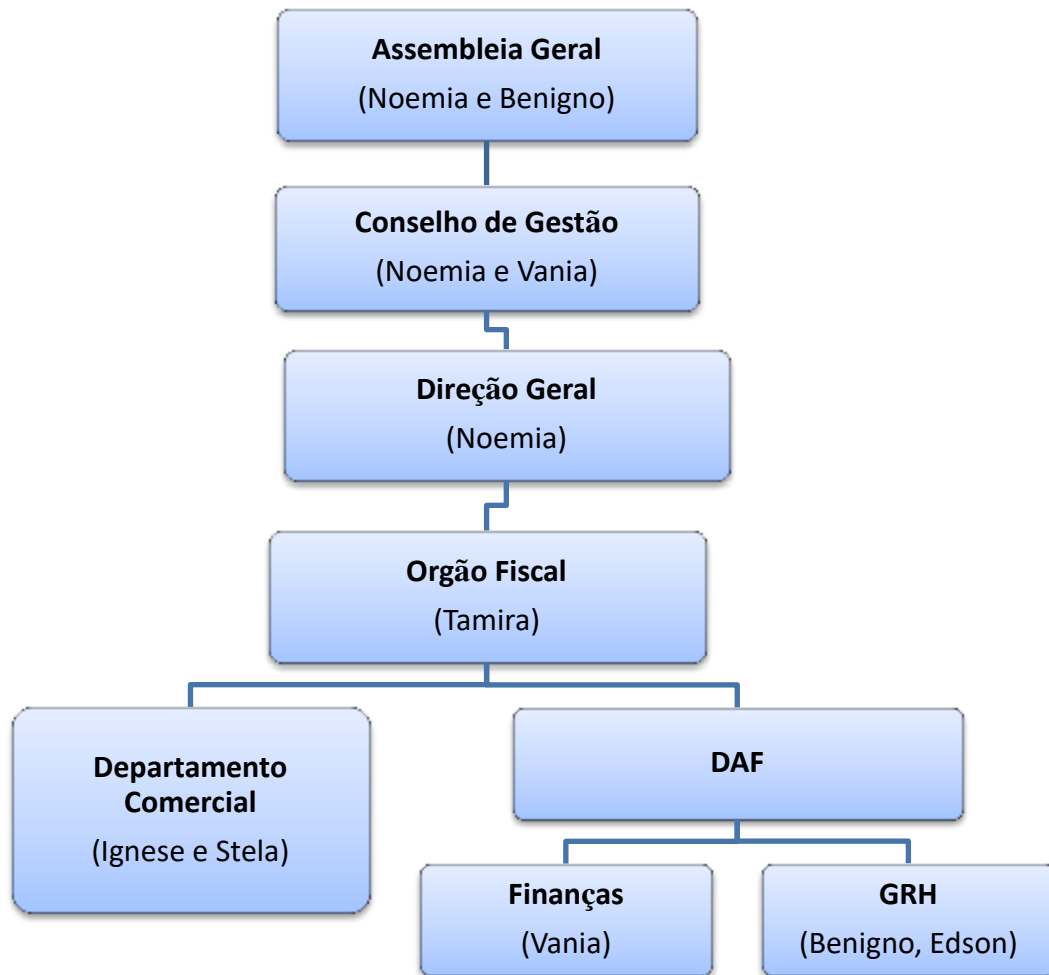 Assembleia Geral
(Noemia e Benigno)
Conselho de Gestão
(Noemia e Vania)
Direção Geral
(Noemia)
Orgão Fiscal
(Tamira)
Departamento
Comercial
(Ignese e Stela)
DAF
Finanças
(Vania)
GRH
(Benigno, Edson)